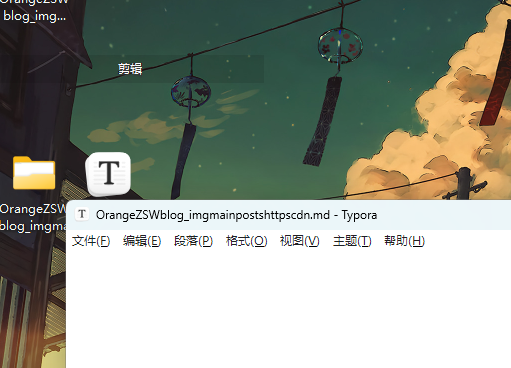 OrangeZSW
blog_img...
剪辑
T
OrangeZSW
blog_imgma
T OrangeZSWblog_imgmainpostshttpscdn.md - Typora
文件(F) 编辑(E) 段落(P) 格式(O) 视图(V) 主题(T) 帮助(H)